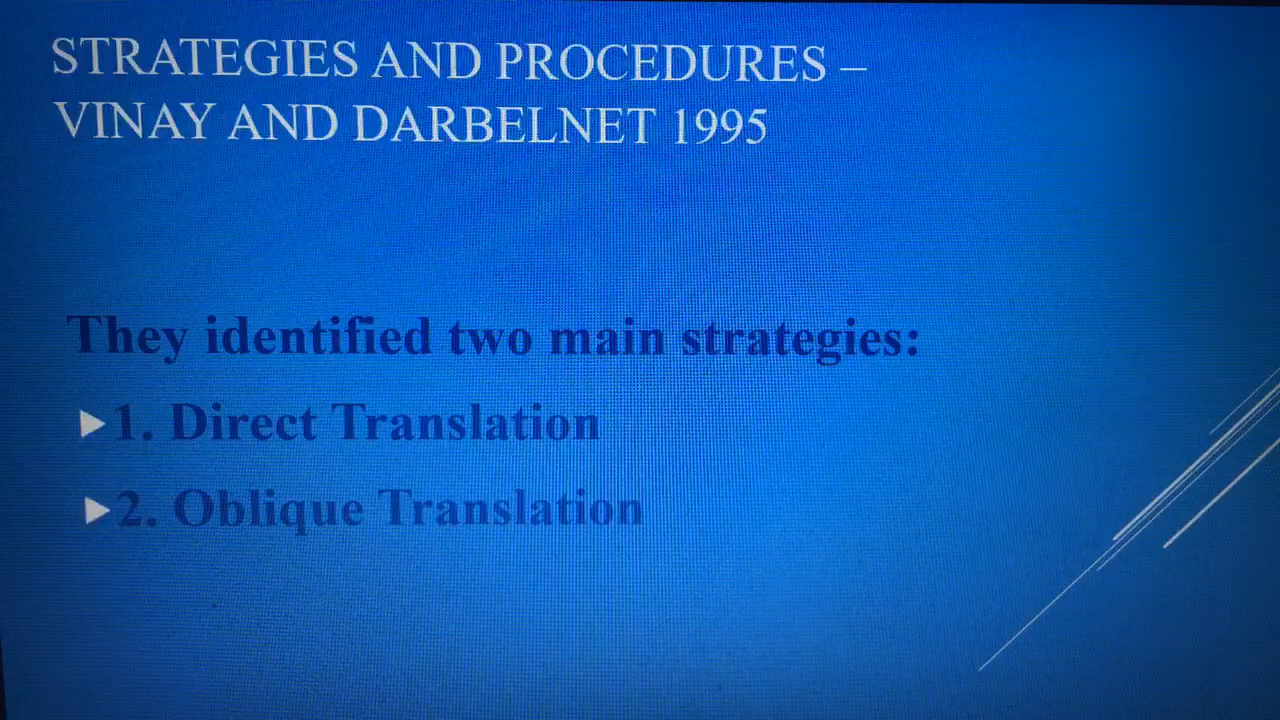 STRATEGIES AND PROCEDURES –
VINAY AND DARBELNET 1995
They identified two main strategies:
1. Direct Translation
2. Oblique Translation